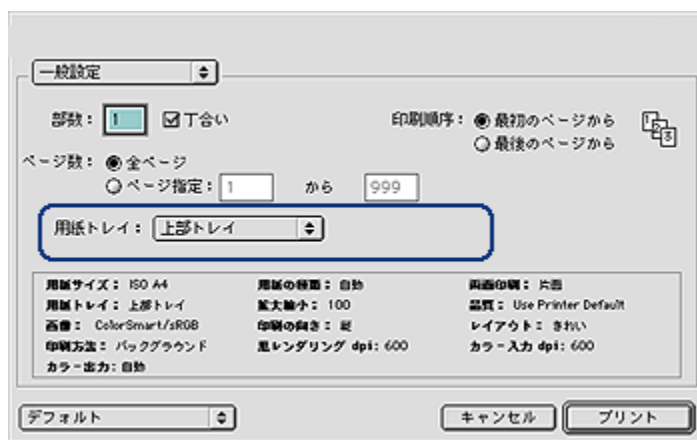 一般設定
部数： 1 丁合い 印刷順序： 最初のページから
最後のページから
1 2 3
ページ数： 全ページ
ページ指定： 1 から 999
用紙トレイ： 上部トレイ
用紙サイズ： ISO A4 用紙の種類： 自動 両面印刷： 片面
用紙トレイ： 上部トレイ 拡大縮小： 100 品質： Use Printer Default
画像： ColorSmart/sRGB 印刷の向き： 縦 レイアウト： きれい
印刷方法： バックグラウンド 黒レンダリング dpi： 600 カラー入力 dpi： 600
カラー出力： 自動
デフォルト キャンセル プリント